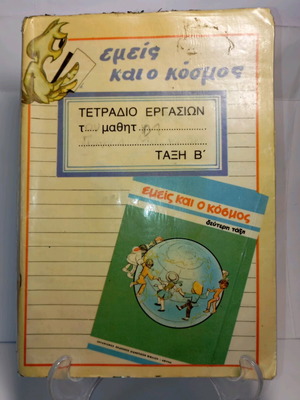 εμείς
και ο κόσμος
ΤΕΤΡΑΔΙΟ ΕΡΓΑΣΙΩΝ
τ..... μαθητ..................
ΤΑΞΗ Β΄
εμείς και ο κόσμος
δεύτερη τάξη